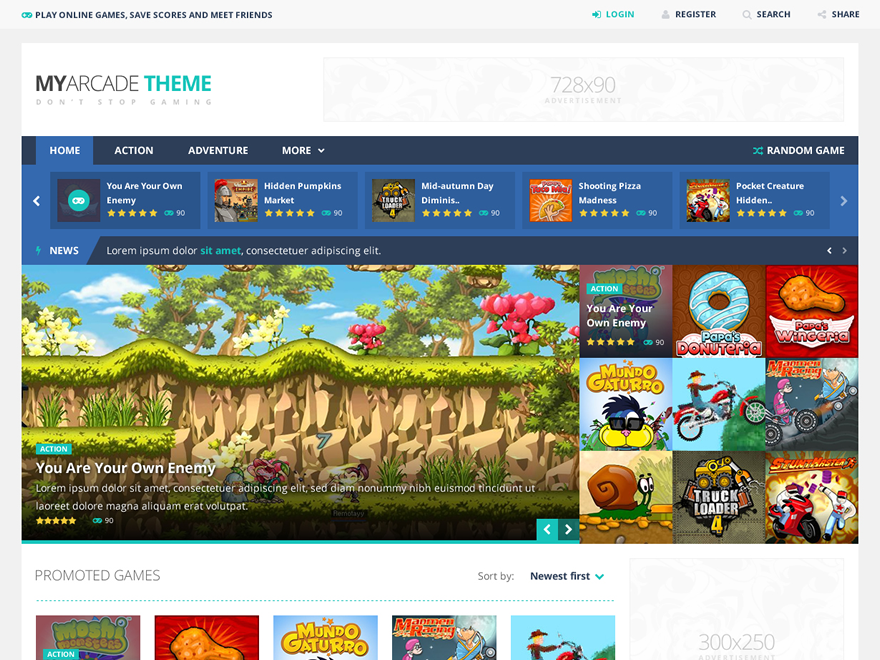 PLAY ONLINE GAMES, SAVE SCORES AND MEET FRIENDS
LOGIN
REGISTER
SEARCH
SHARE
MYARCADE THEME
DON'T STOP GAMING
728x90
ADVERTISEMENT
HOME
ACTION
ADVENTURE
MORE
RANDOM GAME
You Are Your Own
Enemy
90
Hidden Pumpkins
Market
90
Mid-autumn Day
Diminis..
90
Shooting Pizza
Madness
90
Pocket Creature
Hidden..
90
NEWS
Lorem ipsum dolor sit amet, consectetuer adipiscing elit.
ACTION
You Are Your Own Enemy
Lorem ipsum dolor sit amet, consectetuer adipiscing elit, sed diam nonummy nibh euismod tincidunt ut
laoreet dolore magna aliquam erat volutpat.
90
ACTION
You Are Your
Own Enemy
90
Papa's
DONUTERIA
Papa's
WINGERIA
MUNDO
GATURRO
TRUCK
LOADER
4
PROMOTED GAMES
Sort by:
Newest first
300x250
ADVERTISEMENT
moshi
monsters
ACTION
MUNDO
GATURRO